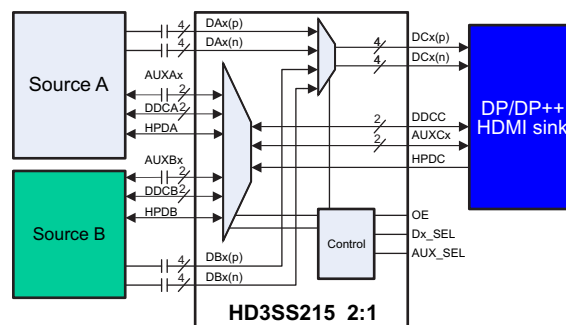 DAx(p)
4
DAx(n)
4
Source A
AUXAx
2
DDCA
2
HPDA
AUXBx
2
DDCB
2
HPDB
Source B
DBx(p)
4
DBx(n)
4
DCx(p)
4
DCx(n)
4
DP/DP++
HDMI sink
DDCC
2
AUXCx
2
HPDC
Control
OE
Dx_SEL
AUX_SEL
HD3SS215 2:1